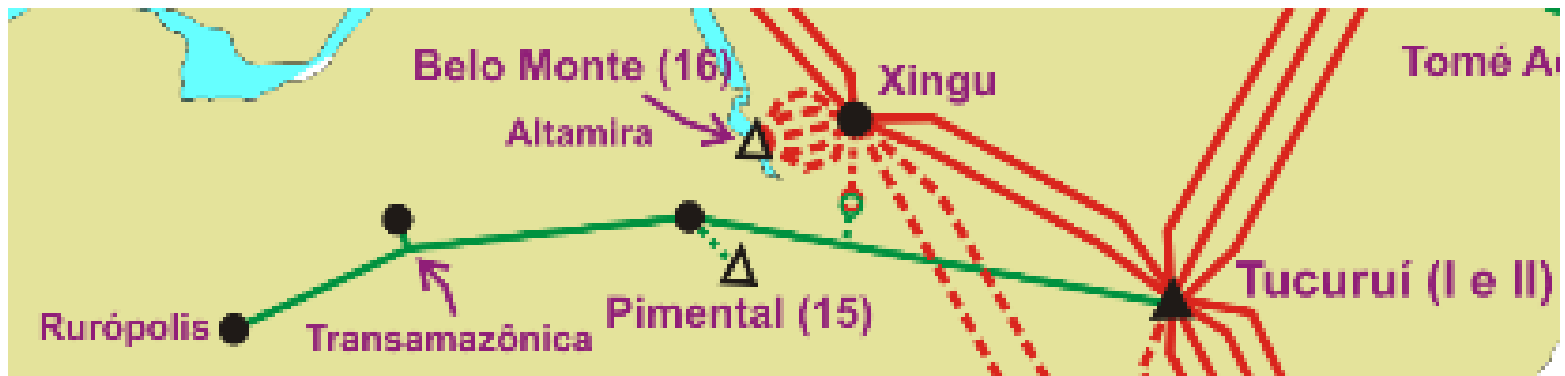 Tomé
Belo Monte (16)
Xingu
Altamira
Tucuruí (I e II)
Pimental (15)
Rurópolis
Transamazônica